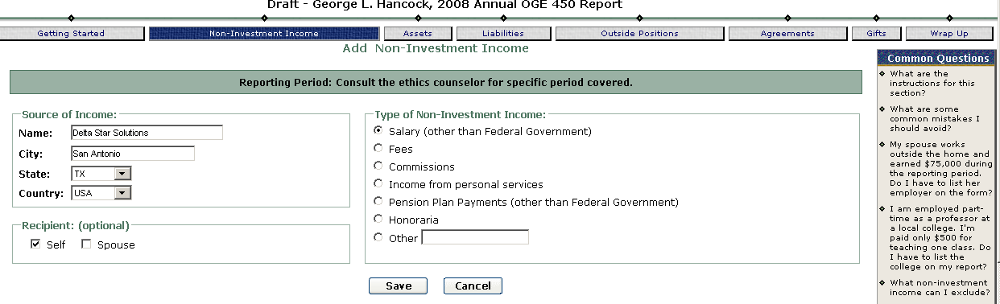 Draft - George L. Hancock, 2008 Annual OGE 450 Report
Getting Started
Non-Investment Income
Assets
Liabilities
Outside Positions
Agreements
Gifts
Wrap Up
Add Non-Investment Income
Reporting Period: Consult the ethics counselor for specific period covered.
Source of Income:
Name: Delta Star Solutions
City: San Antonio
State: TX
Country: USA
Recipient: (optional)
Self Spouse
Type of Non-Investment Income:
Salary (other than Federal Government)
Fees
Commissions
Income from personal services
Pension Plan Payments (other than Federal Government)
Honoraria
Other
Save Cancel
Common Questions
What are the
instructions for this
section?
What are some
common mistakes I
should avoid?
My spouse works
outside the home and
earned $75,000 during
the reporting period.
Do I have to list her
employer on the form?
I am employed part-
time as a professor at
a local college. I'm
paid only $500 for
teaching one class. Do
I have to list the
college on my report?
What non-investment
income can I exclude?